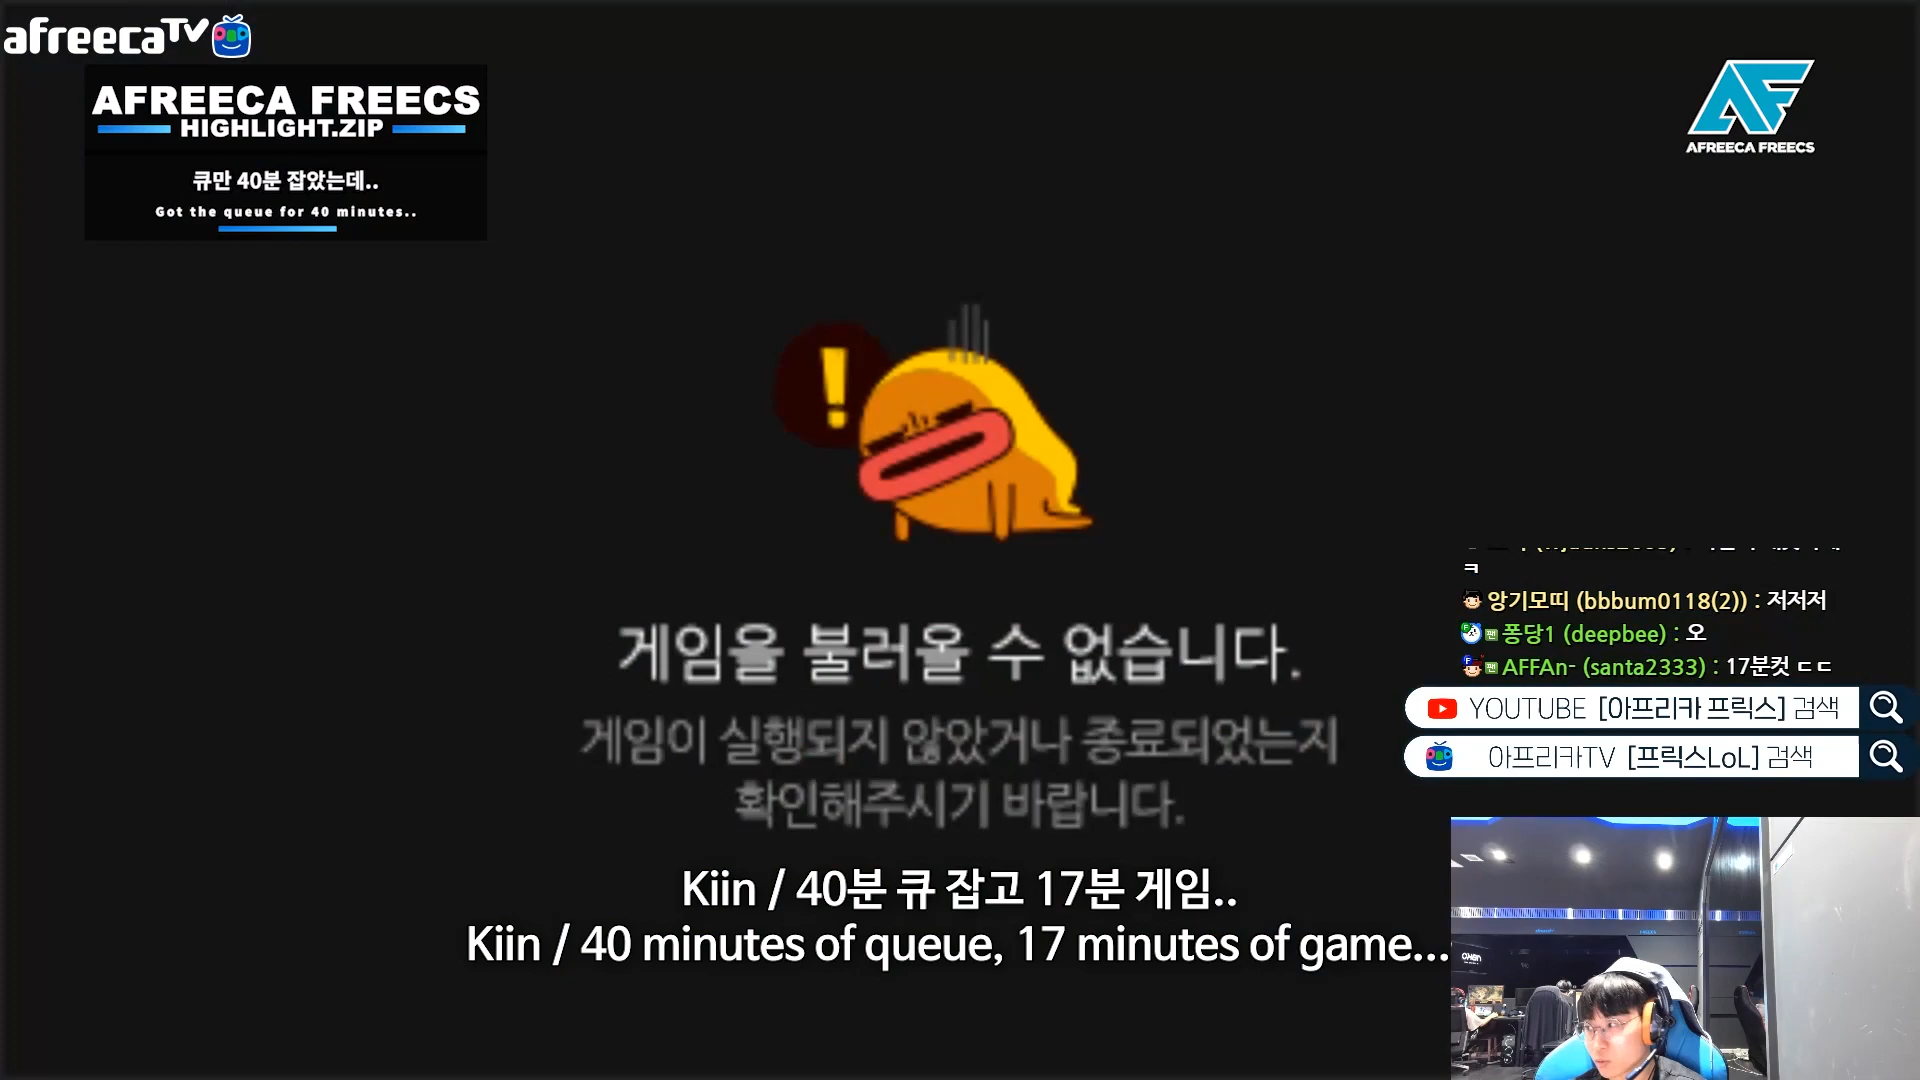 afreecaTV
AFREECA FREECS
HIGHLIGHT.ZIP
큐만 40분 잡았는데..
Got the queue for 40 minutes..
AF
AFREECA FREECS
!
게임을 불러올 수 없습니다.
게임이 실행되지 않았거나 종료되었는지
확인해주시기 바랍니다.
ㅋ
앙기모띠 (bbbum0118(2)) : 저저저
퐁당1 (deepbee) : 오
AFFAn- (santa2333) : 17분컷 ㄷㄷ
YOUTUBE [아프리카 프릭스] 검색
아프리카TV [프릭스LoL] 검색
Kiin / 40분 큐 잡고 17분 게임..
Kiin / 40 minutes of queue, 17 minutes of game...